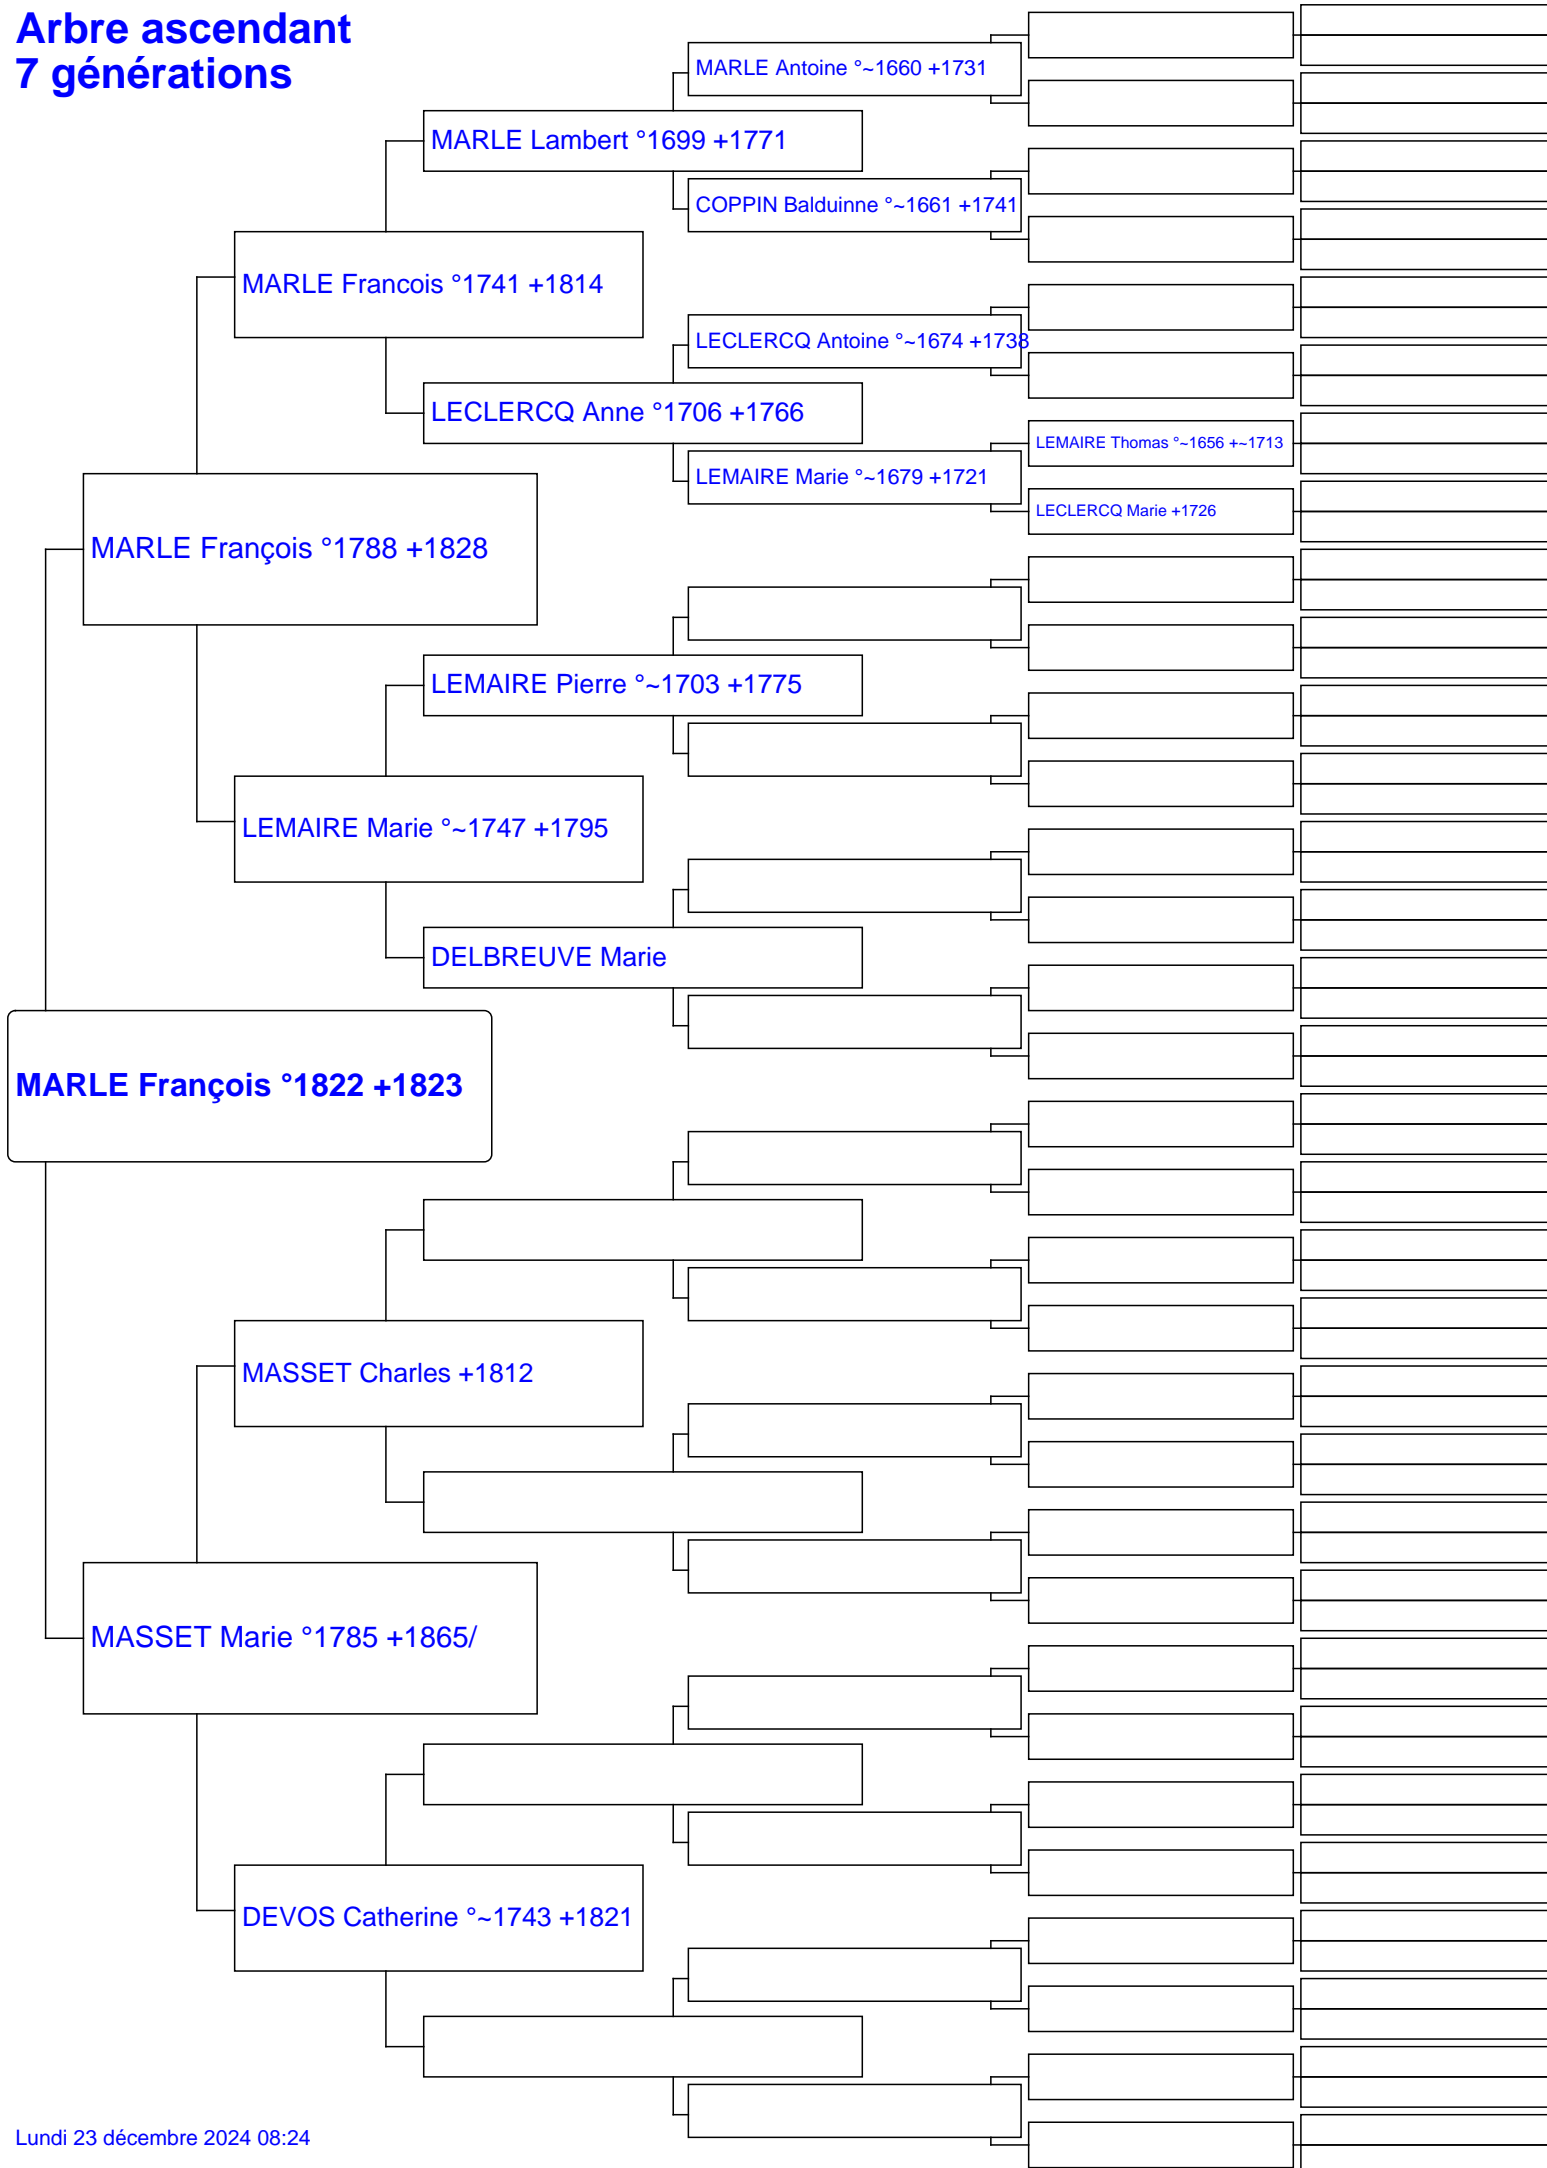 Arbre ascendant
7 générations
MARLE Antoine °~1660 +1731
MARLE Lambert °1699 +1771
COPPIN Balduinne °~1661 +1741
MARLE Francois °1741 +1814
LECLERCQ Antoine °~1674 +1738
LECLERCQ Anne °1706 +1766
LEMAIRE Thomas °~1656 +~1713
LEMAIRE Marie °~1679 +1721
LECLERCQ Marie +1726
MARLE François °1788 +1828
LEMAIRE Pierre °~1703 +1775
LEMAIRE Marie °~1747 +1795
DELBREUVE Marie
MARLE François °1822 +1823
MASSET Charles +1812
MASSET Marie °1785 +1865/
DEVOS Catherine °~1743 +1821
Lundi 23 décembre 2024 08:24